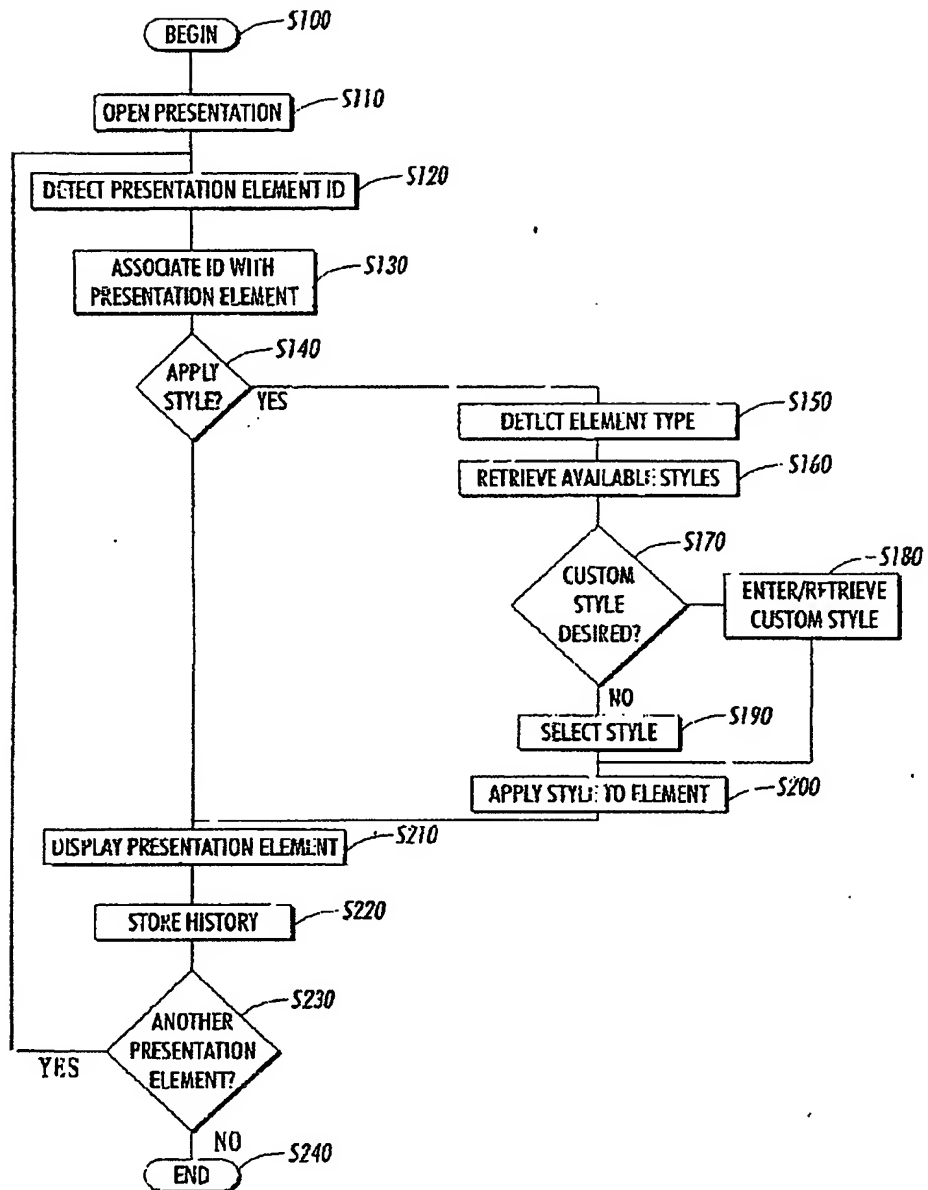 BEGIN
S100
OPEN PRESENTATION
S110
DETECT PRESENTATION ELEMENT ID
S120
ASSOCIATE ID WITH
PRESENTATION ELEMENT
S130
APPLY
STYLE?
S140
YES
DETECT ELEMENT TYPE
S150
RETRIEVE AVAILABLE STYLES
S160
CUSTOM
STYLE
DESIRED?
S170
ENTER/RETRIEVE
CUSTOM STYLE
S180
NO
SELECT STYLE
S190
APPLY STYLE TO ELEMENT
S200
DISPLAY PRESENTATION ELEMENT
S210
STORE HISTORY
S220
ANOTHER
PRESENTATION
ELEMENT?
S230
YES
NO
END
S240